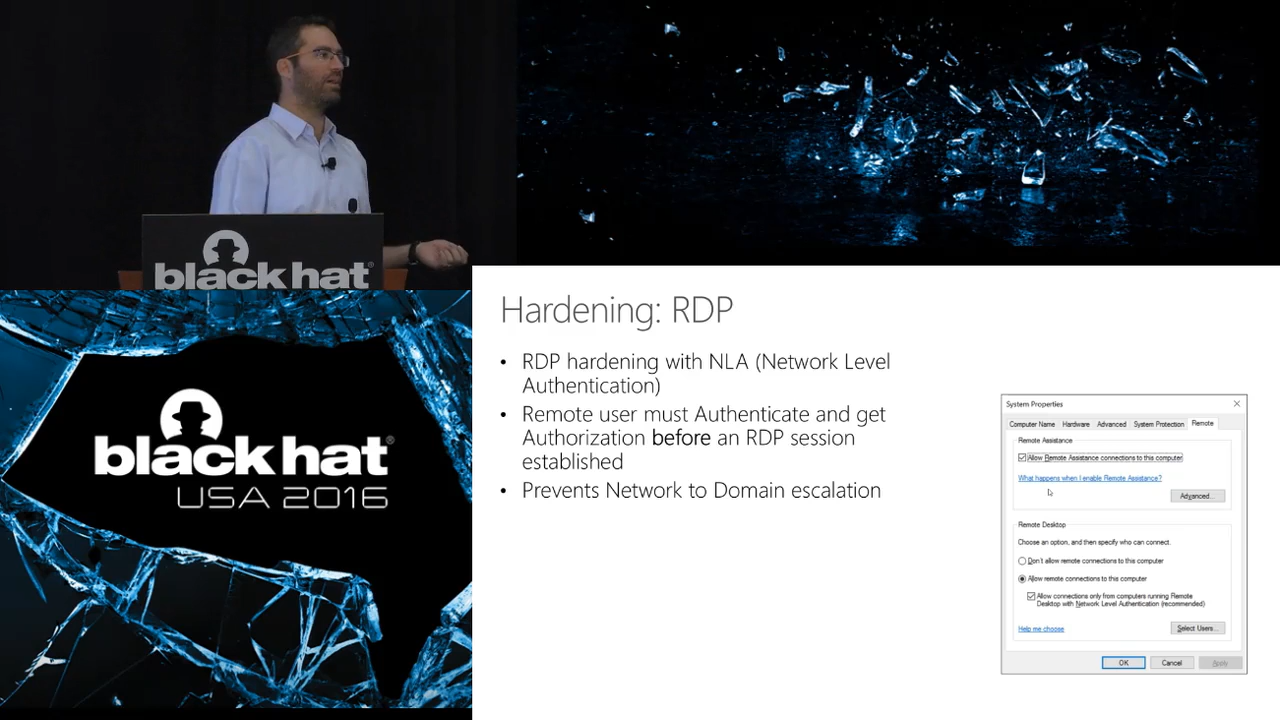 black hat
black hat®
USA 2016
Hardening: RDP
• RDP hardening with NLA (Network Level
Authentication)
• Remote user must Authenticate and get
Authorization before an RDP session
established
• Prevents Network to Domain escalation
System Properties
Computer Name Hardware Advanced System Protection Remote
Remote Assistance
Allow Remote Assistance connections to this computer
What happens when I enable Remote Assistance?
Advanced...
Remote Desktop
Choose an option, and then specify who can connect.
Don't allow remote connections to this computer
Allow remote connections to this computer
Allow connections only from computers running Remote
Desktop with Network Level Authentication (recommended)
Help me choose
Select Users...
OK Cancel Apply